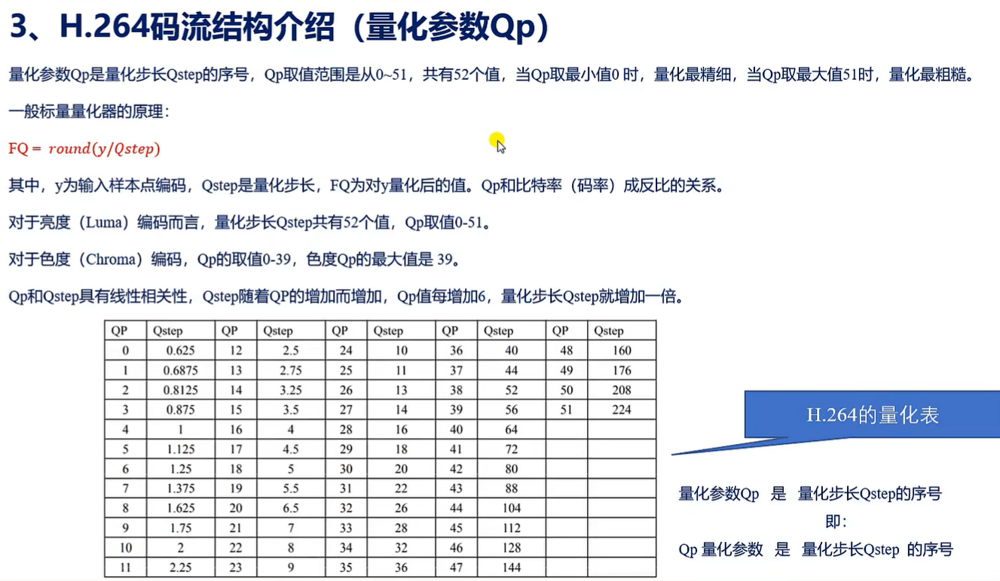 3、H.264码流结构介绍（量化参数Qp）
量化参数Qp是量化步长Qstep的序号，Qp取值范围是从0~51，共有52个值，当Qp取最小值0 时，量化最精细，当Qp取最大值51时，量化最粗糙。
一般标量量化器的原理：
FQ = round(y/Qstep)
其中，y为输入样本点编码，Qstep是量化步长，FQ为对y量化后的值。Qp和比特率（码率）成反比的关系。
对于亮度（Luma）编码而言，量化步长Qstep共有52个值，Qp取值0-51。
对于色度（Chroma）编码，Qp的取值0-39，色度Qp的最大值是 39。
Qp和Qstep具有线性相关性，Qstep随着QP的增加而增加，Qp值每增加6，量化步长Qstep就增加一倍。
QP Qstep QP Qstep QP Qstep QP Qstep QP Qstep
0 0.625 12 2.5 24 10 36 40 48 160
1 0.6875 13 2.75 25 11 37 44 49 176
2 0.8125 14 3.25 26 13 38 52 50 208
3 0.875 15 3.5 27 14 39 56 51 224
4 1 16 4 28 16 40 64
5 1.125 17 4.5 29 18 41 72
6 1.25 18 5 30 20 42 80
7 1.375 19 5.5 31 22 43 88
8 1.625 20 6.5 32 26 44 104
9 1.75 21 7 33 28 45 112
10 2 22 8 34 32 46 128
11 2.25 23 9 35 36 47 144
H.264的量化表
量化参数Qp 是 量化步长Qstep的序号
即：
Qp 量化参数 是 量化步长Qstep 的序号